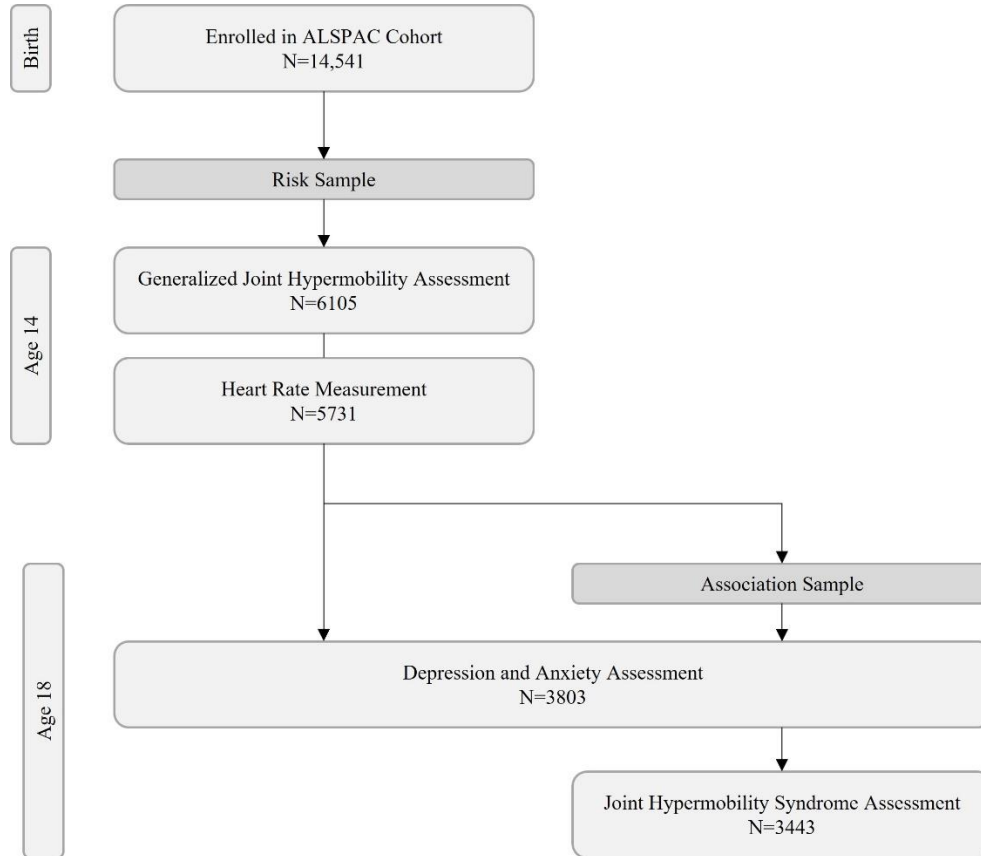 Birth
Enrolled in ALSPAC Cohort
N=14,541
Risk Sample
Age 14
Generalized Joint Hypermobility Assessment
N=6105
Heart Rate Measurement
N=5731
Age 18
Association Sample
Depression and Anxiety Assessment
N=3803
Joint Hypermobility Syndrome Assessment
N=3443